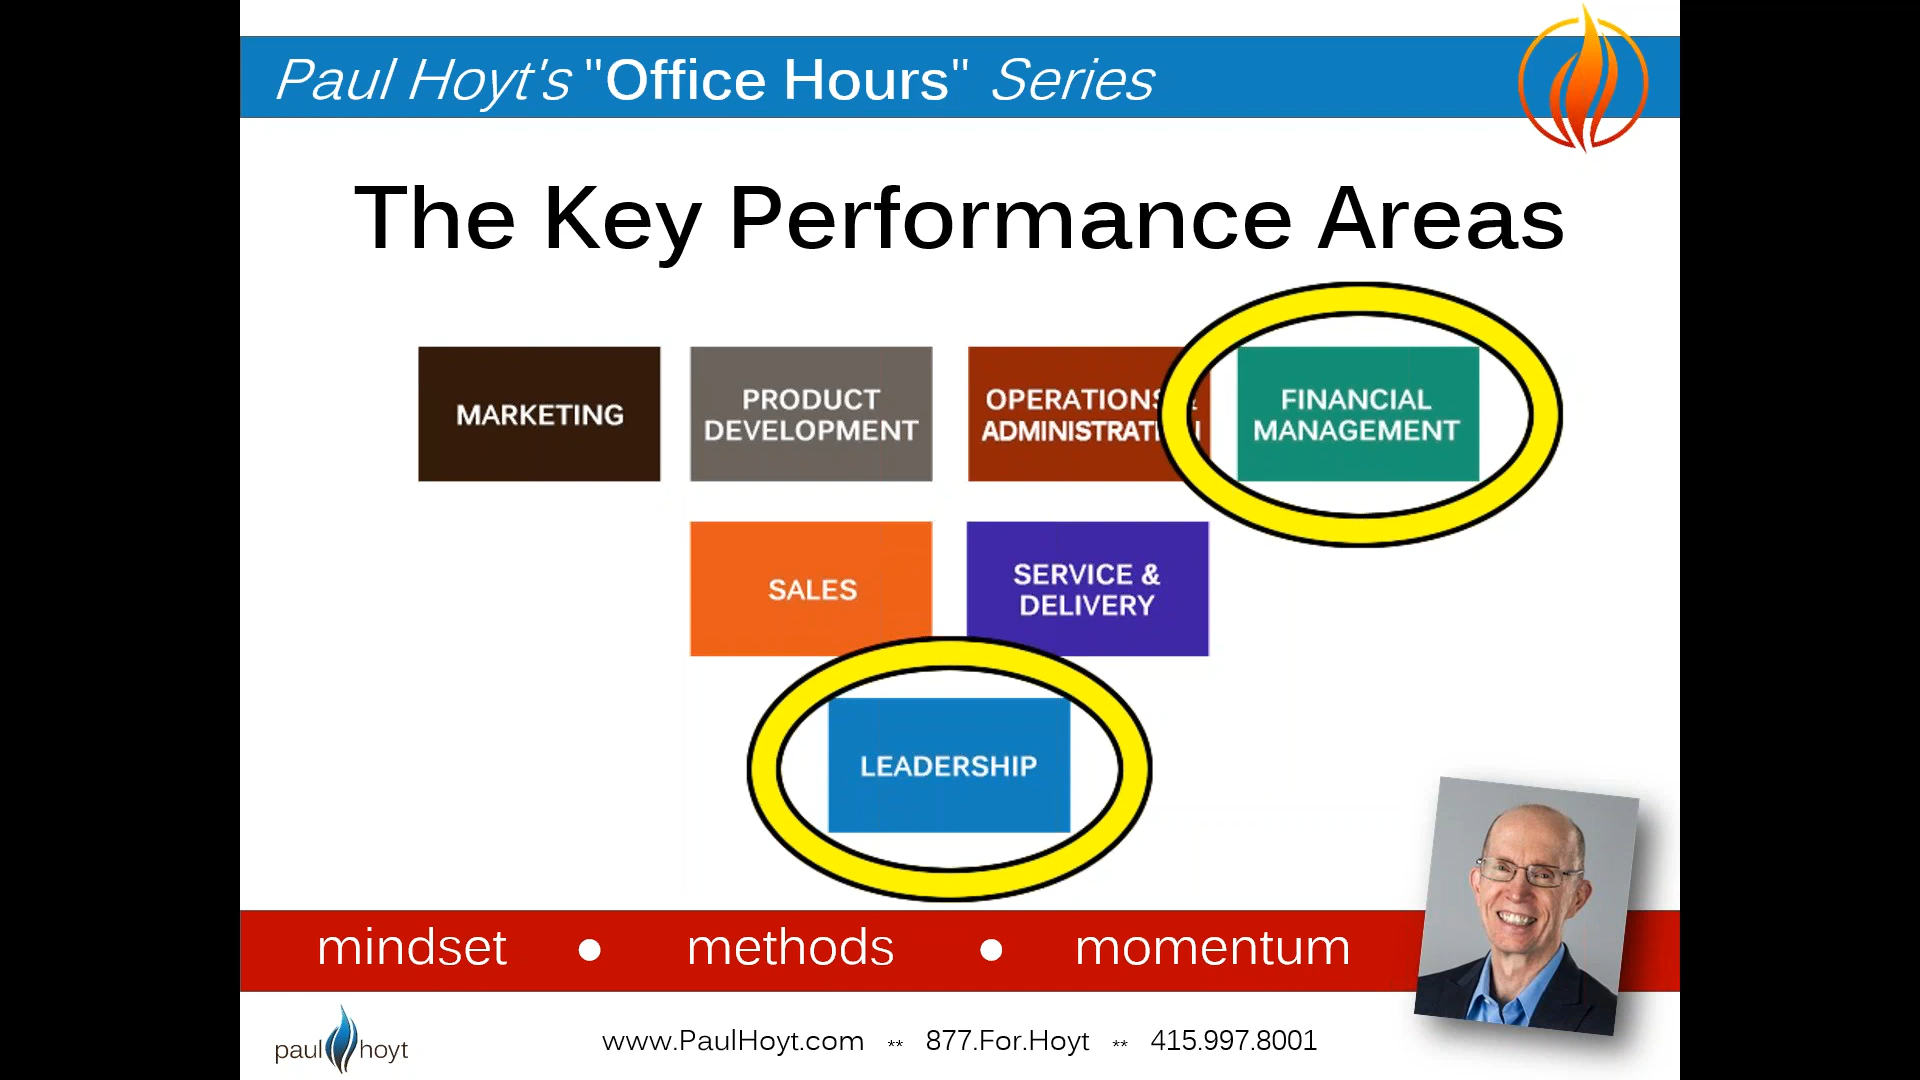 Paul Hoyt's "Office Hours" Series
The Key Performance Areas
MARKETING
PRODUCT
DEVELOPMENT
OPERATIONS
FINANCIAL
MANAGEMENT
SALES
SERVICE &
DELIVERY
LEADERSHIP
mindset • methods • momentum
paul hoyt
www.PaulHoyt.com ** 877.For.Hoyt ** 415.997.8001